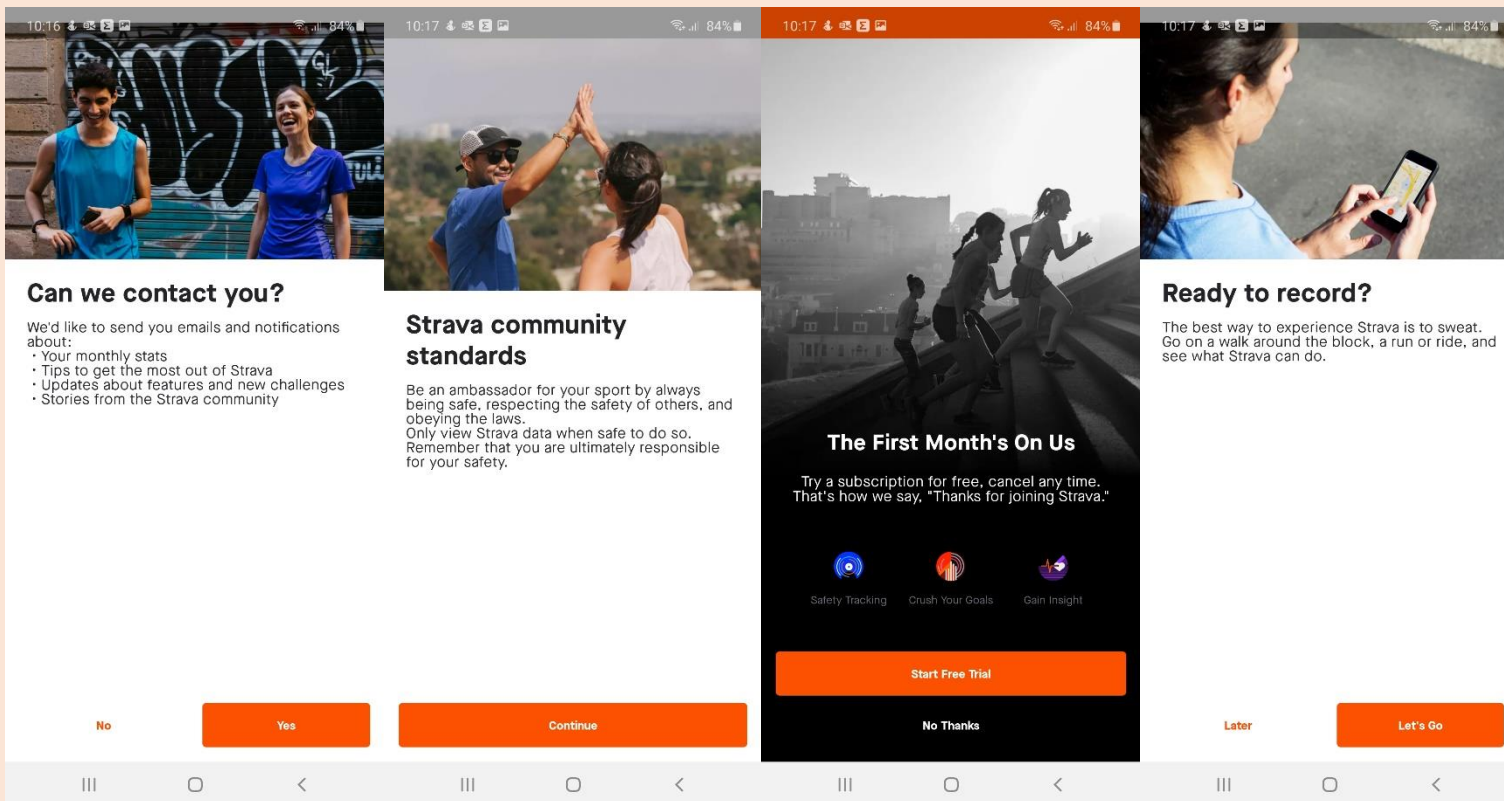 10:16 84%
Can we contact you?
We'd like to send you emails and notifications
about:
· Your monthly stats
· Tips to get the most out of Strava
· Updates about features and new challenges
· Stories from the Strava community
No Yes
10:17 84%
Strava community
standards
Be an ambassador for your sport by always
being safe, respecting the safety of others, and
obeying the laws.
Only view Strava data when safe to do so.
Remember that you are ultimately responsible
for your safety.
Continue
10:17 84%
The First Month's On Us
Try a subscription for free, cancel any time.
That's how we say, "Thanks for joining Strava."
Safety Tracking Crush Your Goals Gain Insight
Start Free Trial
No Thanks
10:17 84%
Ready to record?
The best way to experience Strava is to sweat.
Go on a walk around the block, a run or ride, and
see what Strava can do.
Later Let's Go